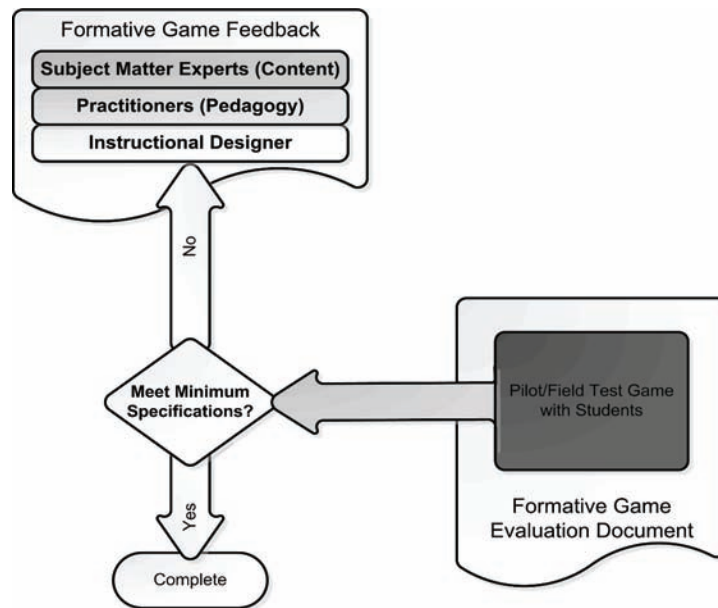 Formative Game Feedback
Subject Matter Experts (Content)
Practitioners (Pedagogy)
Instructional Designer
No
Meet Minimum
Specifications?
Pilot/Field Test Game
with Students
Formative Game
Evaluation Document
Yes
Complete